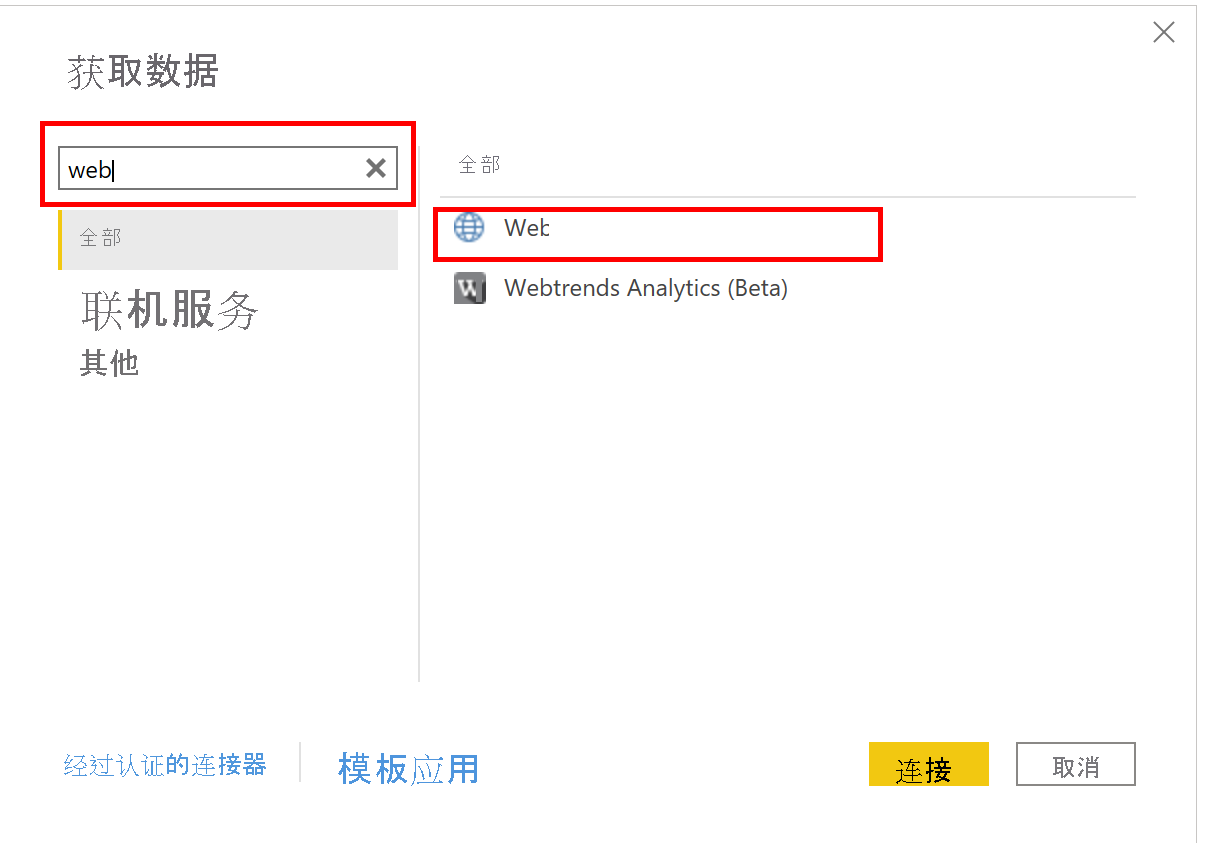 获取数据
web
全部
联机服务
其他
全部
Web
Webtrends Analytics (Beta)
经过认证的连接器
模板应用
连接
取消